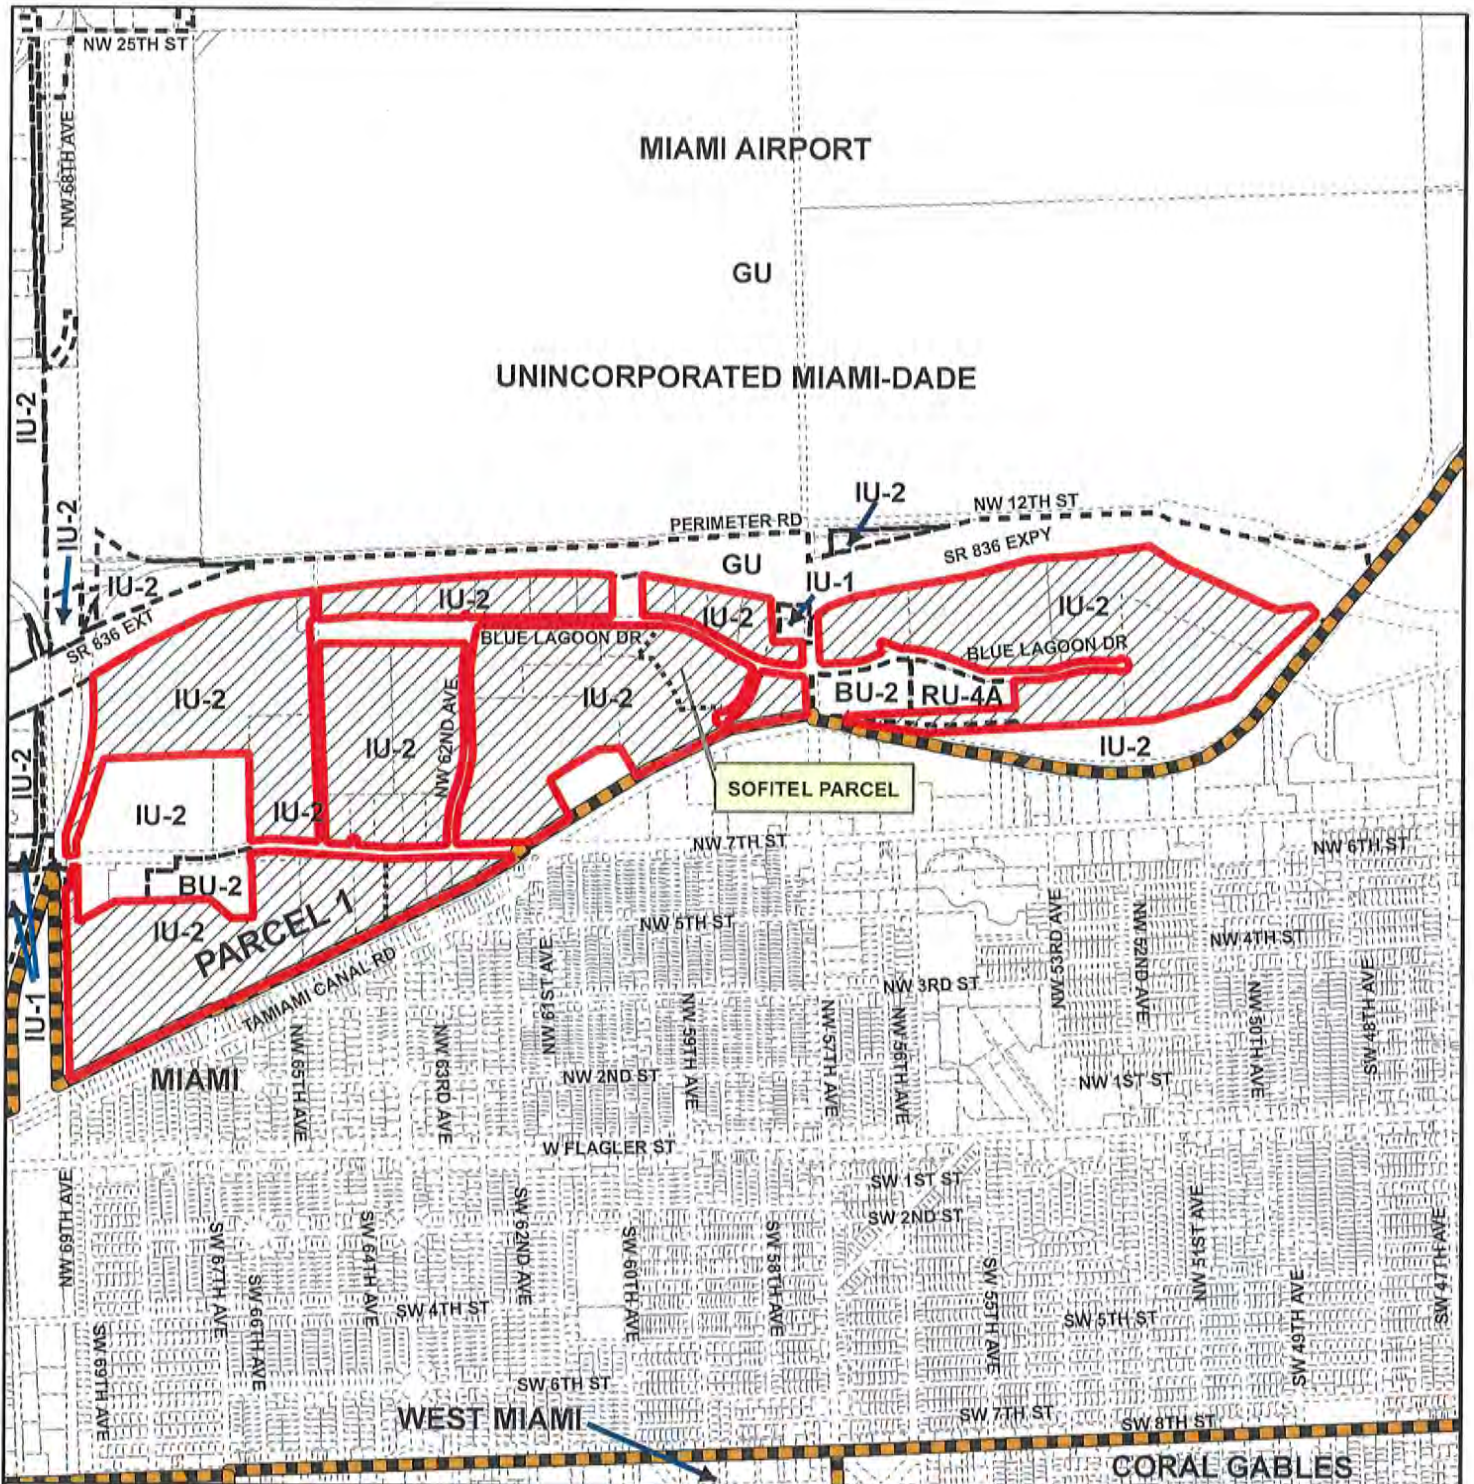 NW 25TH ST
NW 68TH AVE
MIAMI AIRPORT
GU
UNINCORPORATED MIAMI-DADE
IU-2
IU-2
IU-2
NW 12TH ST
PERIMETER RD
SR 836 EXPY
GU
IU-1
IU-2
IU-2
IU-2
IU-2
SR 836 EXT
BLUE LAGOON DR
BLUE LAGOON DR
IU-2
NW 62ND AVE
IU-2
BU-2
RU-4A
IU-2
IU-2
IU-2
SOFITEL PARCEL
IU-2
IU-2
NW 7TH ST
NW 6TH ST
BU-2
IU-2
PARCEL 1
TAMIAMI CANAL RD
NW 5TH ST
NW 53RD AVE
NW 52ND AVE
NW 4TH ST
NW 61ST AVE
NW 3RD ST
IU-1
NW 65TH AVE
NW 63RD AVE
NW 59TH AVE
NW 57TH AVE
NW 56TH AVE
NW 50TH AVE
SW 48TH AVE
MIAMI
NW 2ND ST
NW 1ST ST
W FLAGLER ST
NW 69TH AVE
SW 1ST ST
SW 2ND ST
SW 67TH AVE
SW 66TH AVE
SW 64TH AVE
SW 62ND AVE
SW 60TH AVE
SW 58TH AVE
SW 55TH AVE
NW 51ST AVE
SW 49TH AVE
SW 47TH AVE
SW 4TH ST
SW 5TH ST
SW 69TH AVE
SW 6TH ST
SW 7TH ST
WEST MIAMI
SW 8TH ST
CORAL GABLES